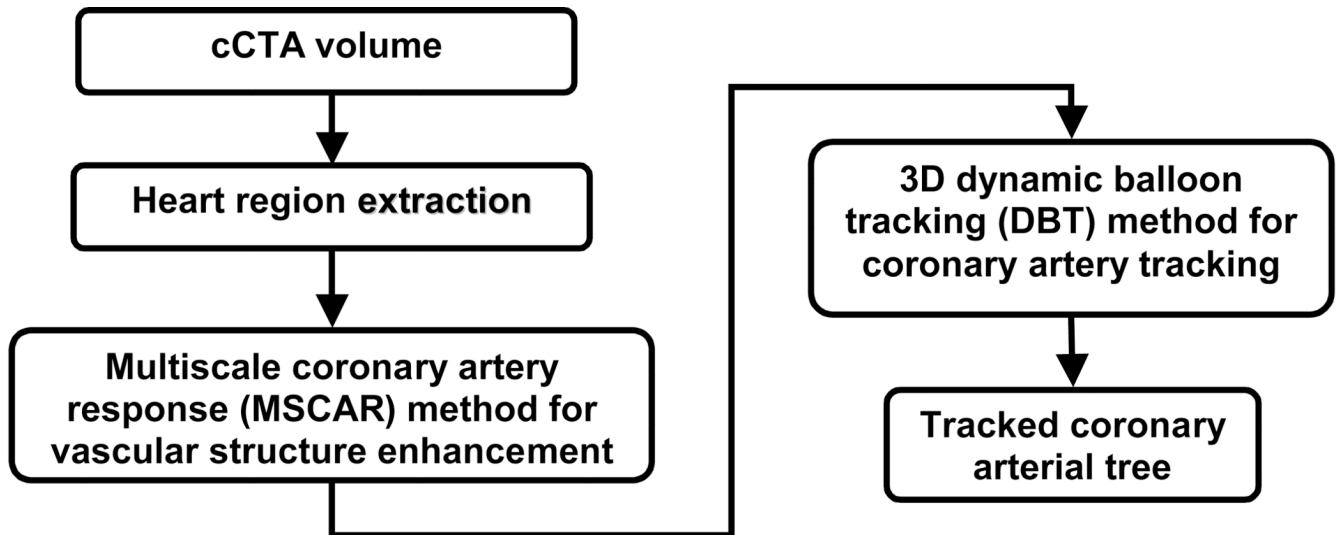 cCTA volume
Heart region extraction
Multiscale coronary artery
response (MSCAR) method for
vascular structure enhancement
3D dynamic balloon
tracking (DBT) method for
coronary artery tracking
Tracked coronary
arterial tree